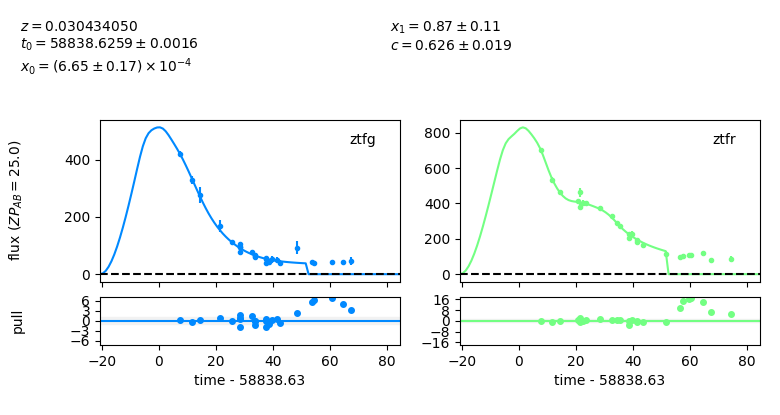 z = 0.030434050
t₀ = 58838.6259 ± 0.0016
x₀ = (6.65 ± 0.17) × 10⁻⁴
x₁ = 0.87 ± 0.11
c = 0.626 ± 0.019
flux (ZP_AB = 25.0)
ztfg
400
200
0
ztfr
800
600
400
200
0
pull
6
3
0
−3
−6
16
8
0
−8
−16
−20 0 20 40 60 80
−20 0 20 40 60 80
time - 58838.63
time - 58838.63